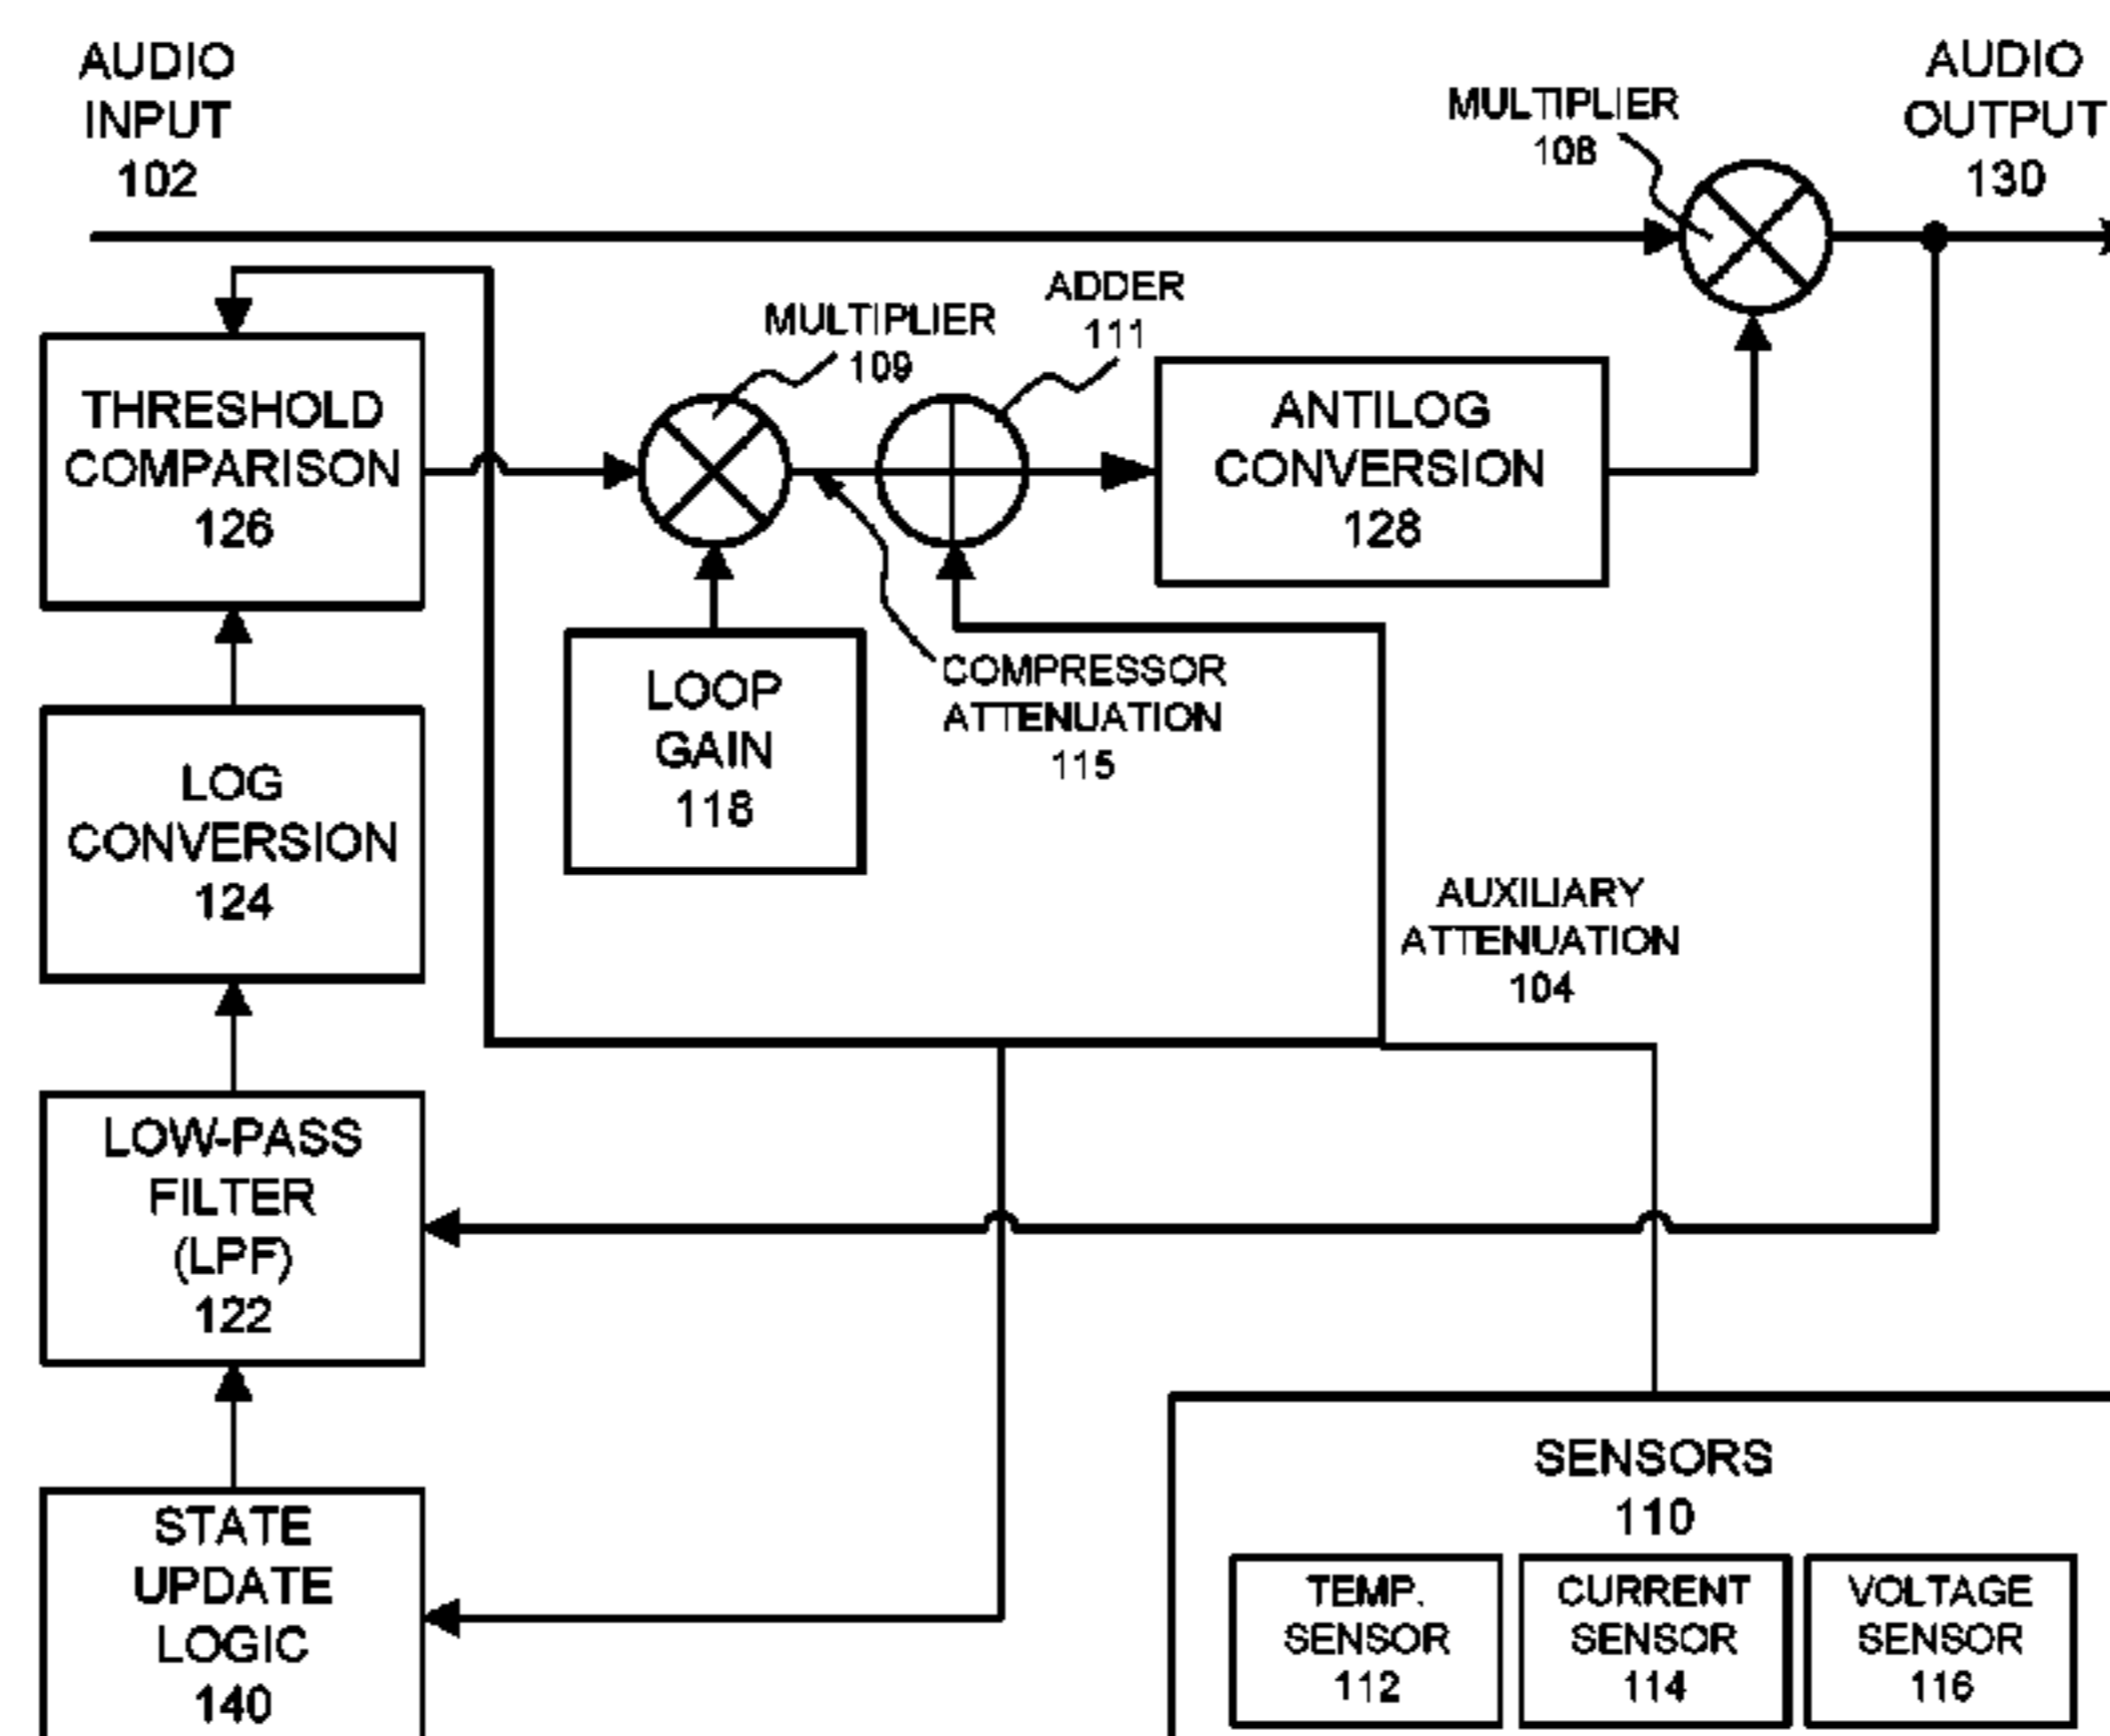 AUDIO
INPUT
102
MULTIPLIER
108
AUDIO
OUTPUT
130
MULTIPLIER
109
ADDER
111
THRESHOLD
COMPARISON
126
ANTILOG
CONVERSION
128
LOOP
GAIN
118
COMPRESSOR
ATTENUATION
115
LOG
CONVERSION
124
AUXILIARY
ATTENUATION
104
LOW-PASS
FILTER
(LPF)
122
STATE
UPDATE
LOGIC
140
SENSORS
110
TEMP.
SENSOR
112
CURRENT
SENSOR
114
VOLTAGE
SENSOR
116